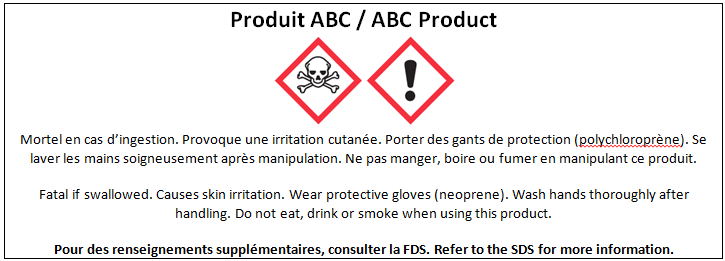 Produit ABC / ABC Product
Mortel en cas d’ingestion. Provoque une irritation cutanée. Porter des gants de protection (polychloroprène). Se
laver les mains soigneusement après manipulation. Ne pas manger, boire ou fumer en manipulant ce produit.
Fatal if swallowed. Causes skin irritation. Wear protective gloves (neoprene). Wash hands thoroughly after
handling. Do not eat, drink or smoke when using this product.
Pour des renseignements supplémentaires, consulter la FDS. Refer to the SDS for more information.